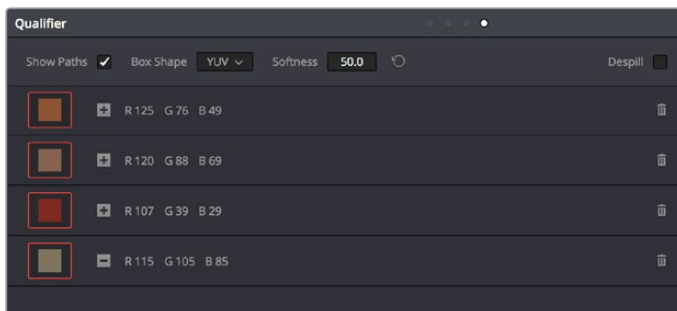 Qualifier
Show Paths Box Shape YUV Softness 50.0 Despill
R 125 G 76 B 49
R 120 G 88 B 69
R 107 G 39 B 29
R 115 G 105 B 85